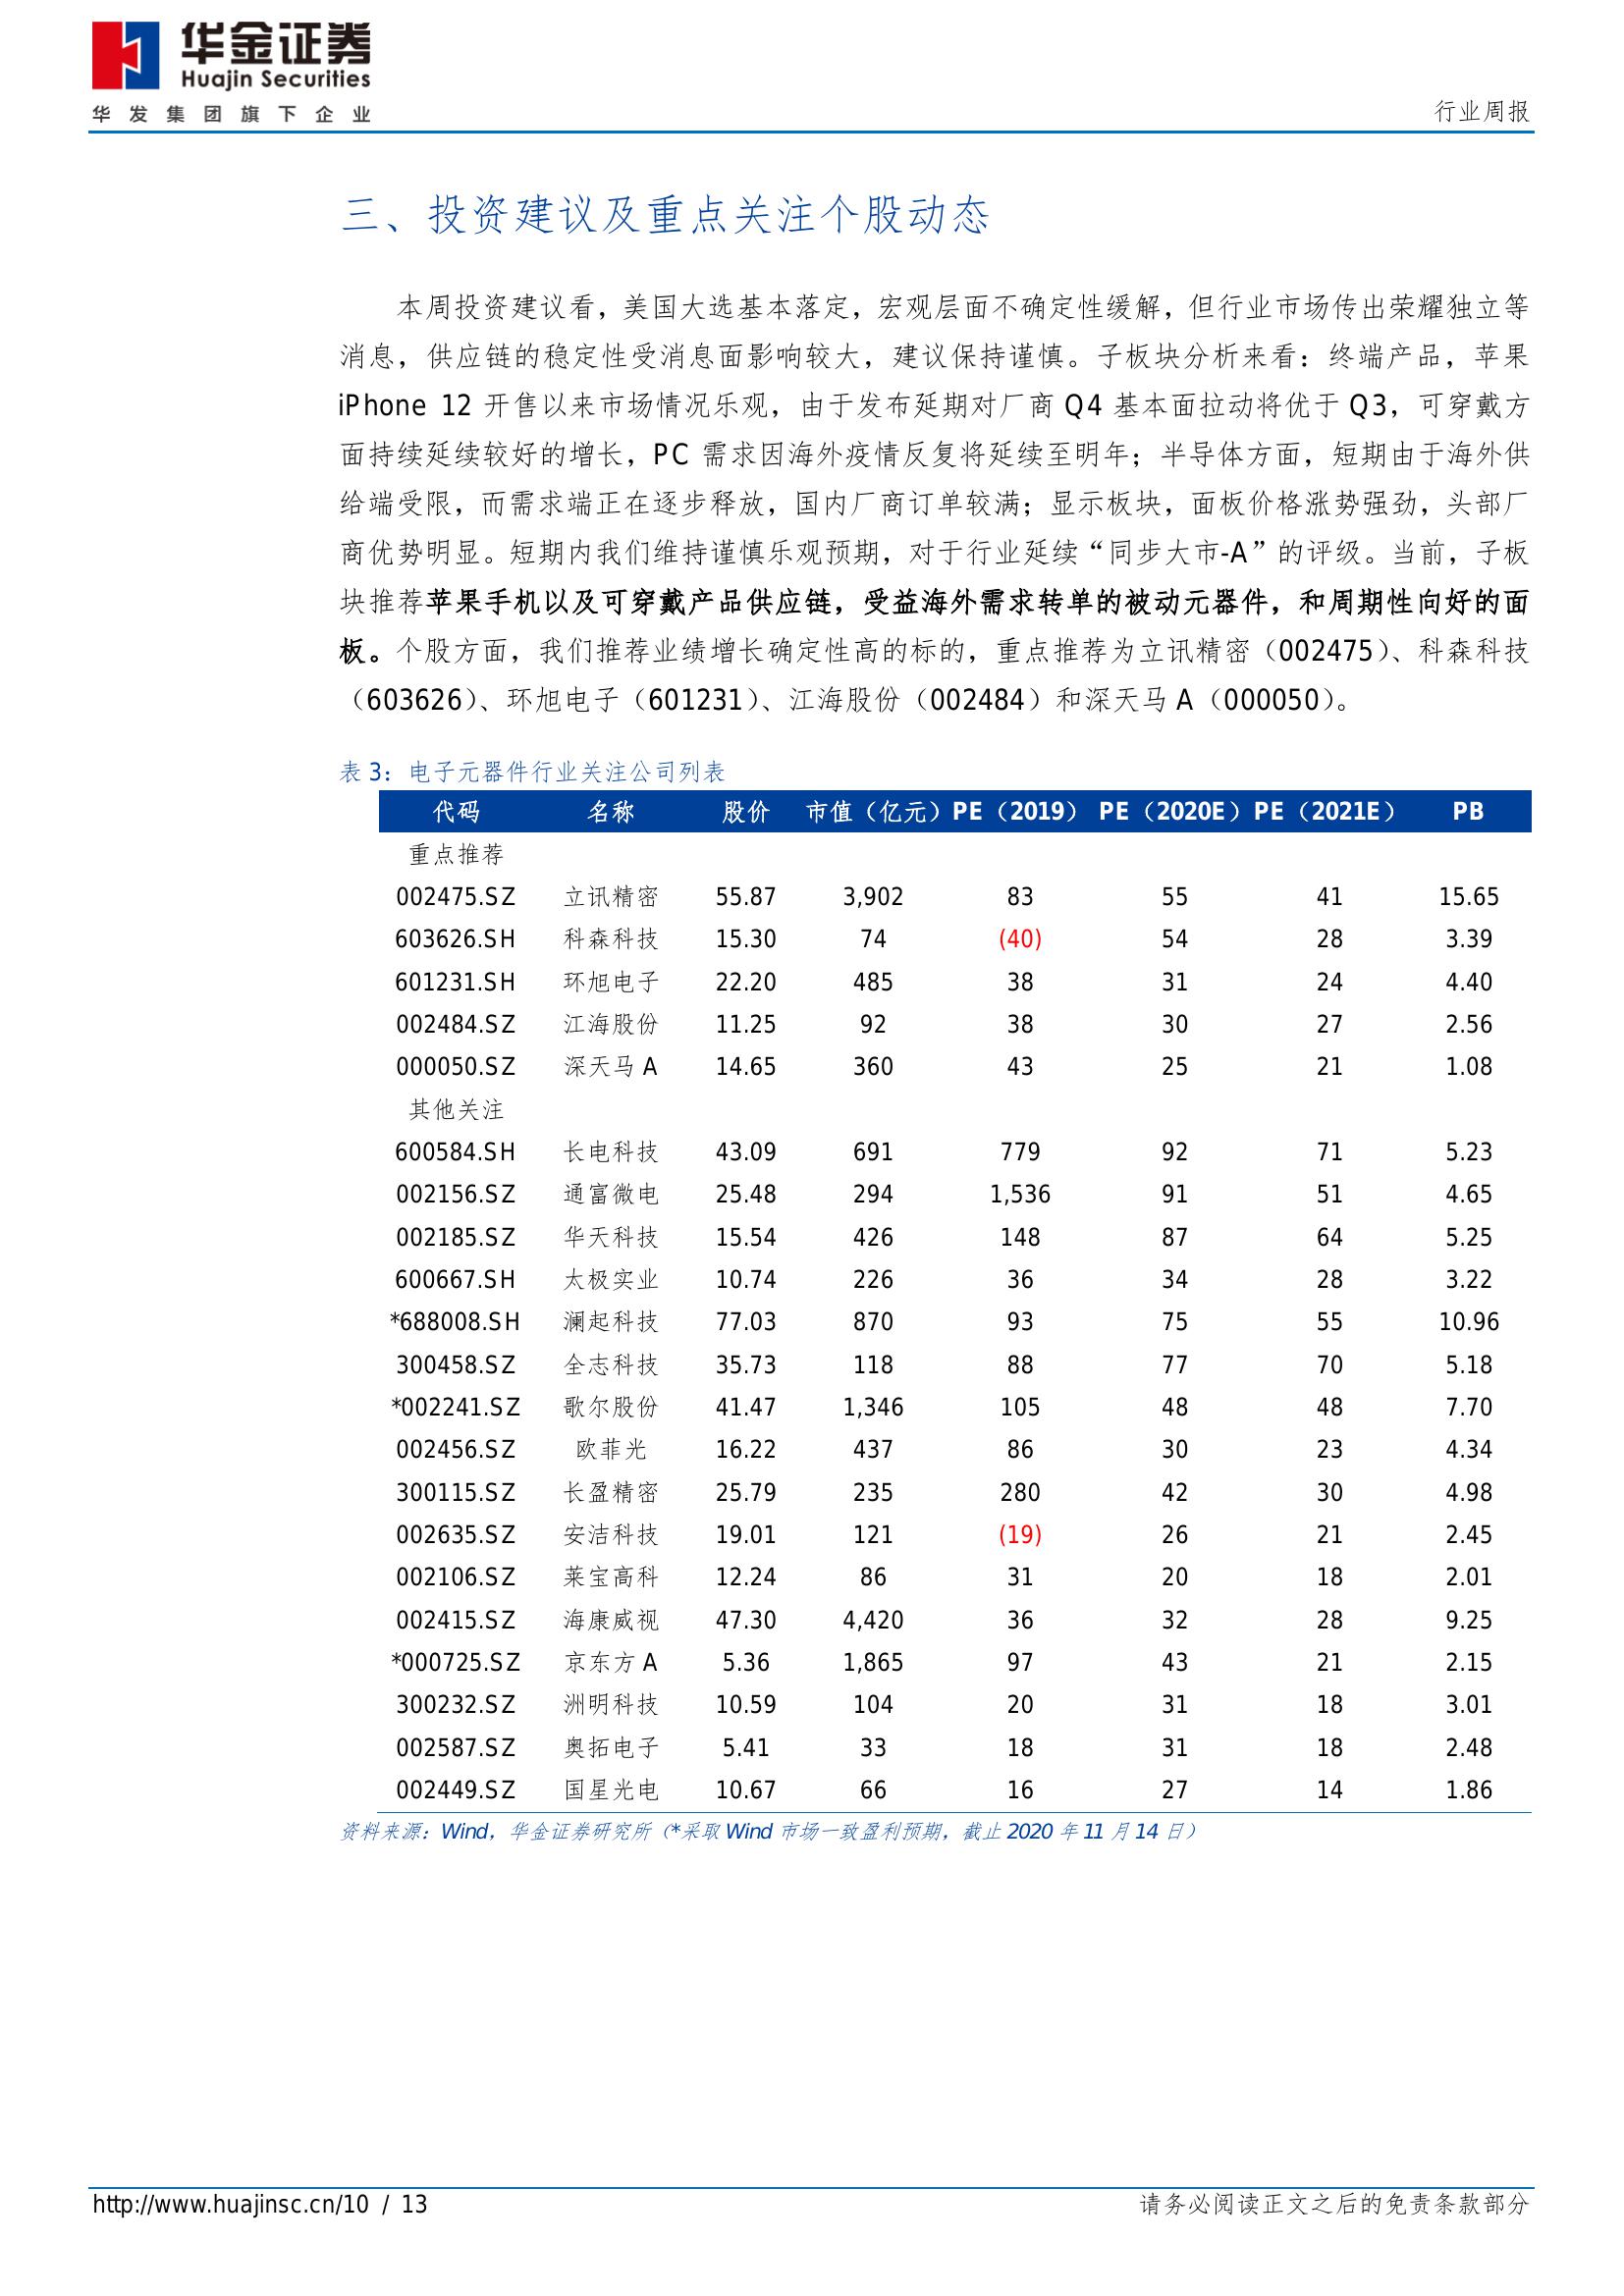 华金证券
Huajin Securities
华发集团旗下企业
行业周报
三、投资建议及重点关注个股动态
本周投资建议看，美国大选基本落定，宏观层面不确定性缓解，但行业市场传出荣耀独立等
消息，供应链的稳定性受消息面影响较大，建议保持谨慎。子板块分析来看：终端产品，苹果
iPhone 12 开售以来市场情况乐观，由于发布延期对厂商 Q4 基本面拉动将优于 Q3，可穿戴方
面持续延续较好的增长，PC 需求因海外疫情反复将延续至明年；半导体方面，短期由于海外供
给端受限，而需求端正在逐步释放，国内厂商订单较满；显示板块，面板价格涨势强劲，头部厂
商优势明显。短期内我们维持谨慎乐观预期，对于行业延续“同步大市-A”的评级。当前，子板
块推荐苹果手机以及可穿戴产品供应链，受益海外需求转单的被动元器件，和周期性向好的面
板。个股方面，我们推荐业绩增长确定性高的标的，重点推荐为立讯精密（002475）、科森科技
（603626）、环旭电子（601231）、江海股份（002484）和深天马 A（000050）。
表 3：电子元器件行业关注公司列表
代码 名称 股价 市值（亿元） PE（2019） PE（2020E） PE（2021E） PB
重点推荐
002475.SZ 立讯精密 55.87 3,902 83 55 41 15.65
603626.SH 科森科技 15.30 74 (40) 54 28 3.39
601231.SH 环旭电子 22.20 485 38 31 24 4.40
002484.SZ 江海股份 11.25 92 38 30 27 2.56
000050.SZ 深天马 A 14.65 360 43 25 21 1.08
其他关注
600584.SH 长电科技 43.09 691 779 92 71 5.23
002156.SZ 通富微电 25.48 294 1,536 91 51 4.65
002185.SZ 华天科技 15.54 426 148 87 64 5.25
600667.SH 太极实业 10.74 226 36 34 28 3.22
*688008.SH 澜起科技 77.03 870 93 75 55 10.96
300458.SZ 全志科技 35.73 118 88 77 70 5.18
*002241.SZ 歌尔股份 41.47 1,346 105 48 48 7.70
002456.SZ 欧菲光 16.22 437 86 30 23 4.34
300115.SZ 长盈精密 25.79 235 280 42 30 4.98
002635.SZ 安洁科技 19.01 121 (19) 26 21 2.45
002106.SZ 莱宝高科 12.24 86 31 20 18 2.01
002415.SZ 海康威视 47.30 4,420 36 32 28 9.25
*000725.SZ 京东方 A 5.36 1,865 97 43 21 2.15
300232.SZ 洲明科技 10.59 104 20 31 18 3.01
002587.SZ 奥拓电子 5.41 33 18 31 18 2.48
002449.SZ 国星光电 10.67 66 16 27 14 1.86
资料来源：Wind，华金证券研究所（*采取 Wind 市场一致盈利预期，截止 2020 年 11 月 14 日）
http://www.huajinsc.cn/10 / 13
请务必阅读正文之后的免责条款部分